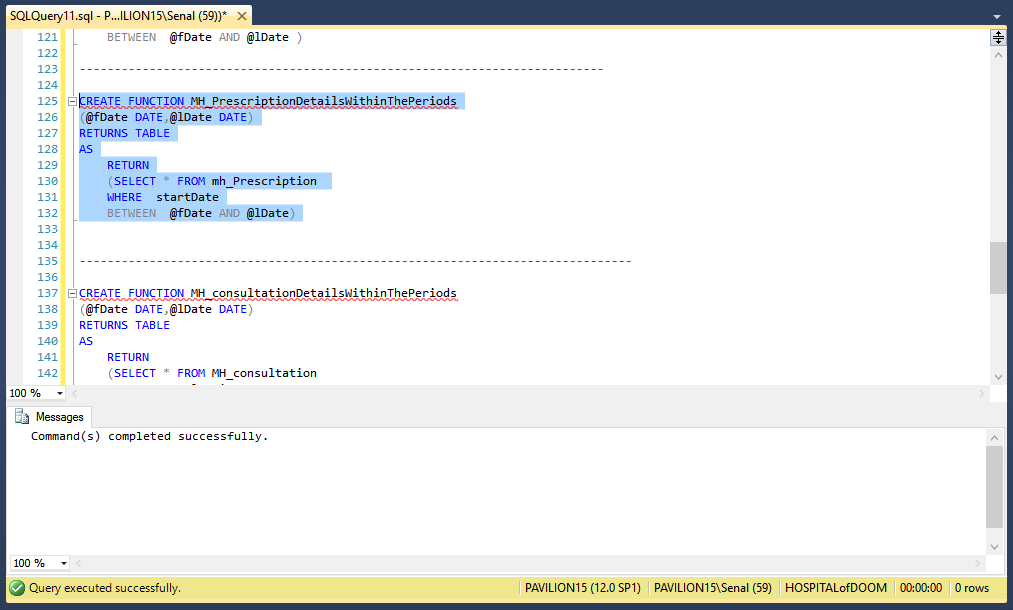 SQLQuery11.sql - P...ILION15\Senal (59))* ×
121 BETWEEN @fDate AND @lDate )
122
123 ---------------------------------------------------------------------------
124
125 CREATE FUNCTION MH_PrescriptionDetailsWithinThePeriods
126 (@fDate DATE,@lDate DATE)
127 RETURNS TABLE
128 AS
129 RETURN
130 (SELECT * FROM mh_Prescription
131 WHERE startDate
132 BETWEEN @fDate AND @lDate)
133
134
135 -------------------------------------------------------------------------------
136
137 CREATE FUNCTION MH_consultationDetailsWithinThePeriods
138 (@fDate DATE,@lDate DATE)
139 RETURNS TABLE
140 AS
141 RETURN
142 (SELECT * FROM MH_consultation
100 %
Messages
Command(s) completed successfully.
100 %
Query executed successfully. PAVILION15 (12.0 SP1) PAVILION15\Senal (59) HOSPITALofDOOM 00:00:00 0 rows